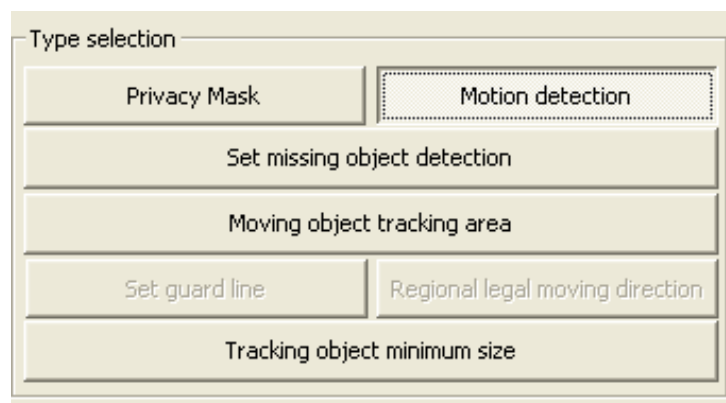 Type selection
Privacy Mask
Motion detection
Set missing object detection
Moving object tracking area
Set guard line
Regional legal moving direction
Tracking object minimum size